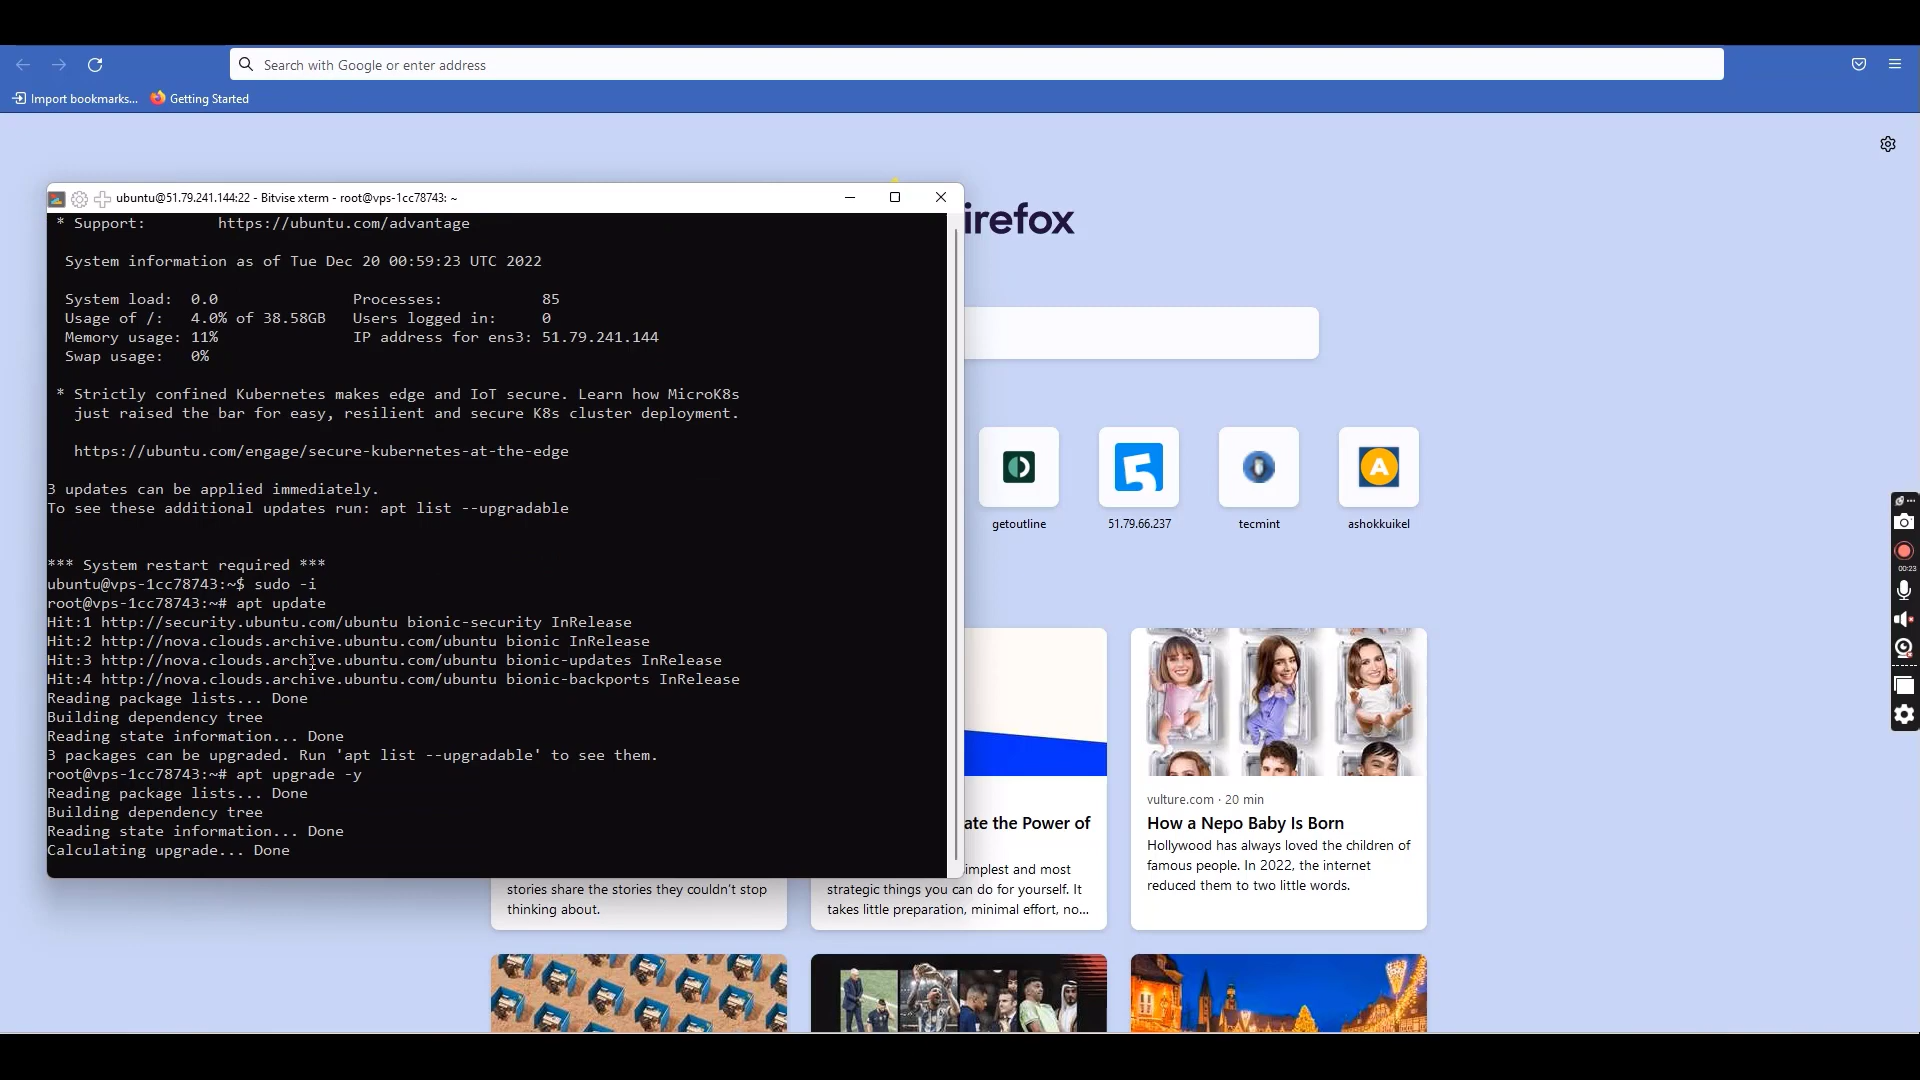 Search with Google or enter address
Import bookmarks...
Getting Started
ubuntu@51.79.241.144:22 - Bitvise xterm - root@vps-1cc78743: ~
* Support:        https://ubuntu.com/advantage
System information as of Tue Dec 20 00:59:23 UTC 2022
System load:  0.0               Processes:           85
Usage of /:   4.0% of 38.58GB   Users logged in:     0
Memory usage: 11%               IP address for ens3: 51.79.241.144
Swap usage:   0%
* Strictly confined Kubernetes makes edge and IoT secure. Learn how MicroK8s
just raised the bar for easy, resilient and secure K8s cluster deployment.
https://ubuntu.com/engage/secure-kubernetes-at-the-edge
3 updates can be applied immediately.
To see these additional updates run: apt list --upgradable
*** System restart required ***
ubuntu@vps-1cc78743:~$ sudo -i
root@vps-1cc78743:~# apt update
Hit:1 http://security.ubuntu.com/ubuntu bionic-security InRelease
Hit:2 http://nova.clouds.archive.ubuntu.com/ubuntu bionic InRelease
Hit:3 http://nova.clouds.archive.ubuntu.com/ubuntu bionic-updates InRelease
Hit:4 http://nova.clouds.archive.ubuntu.com/ubuntu bionic-backports InRelease
Reading package lists... Done
Building dependency tree
Reading state information... Done
3 packages can be upgraded. Run 'apt list --upgradable' to see them.
root@vps-1cc78743:~# apt upgrade -y
Reading package lists... Done
Building dependency tree
Reading state information... Done
Calculating upgrade... Done
irefox
getoutline
51.79.66.237
tecmint
ashokkuikel
stories share the stories they couldn't stop
thinking about.
ate the Power of
implest and most
strategic things you can do for yourself. It
takes little preparation, minimal effort, no...
vulture.com · 20 min
How a Nepo Baby Is Born
Hollywood has always loved the children of
famous people. In 2022, the internet
reduced them to two little words.
00:23